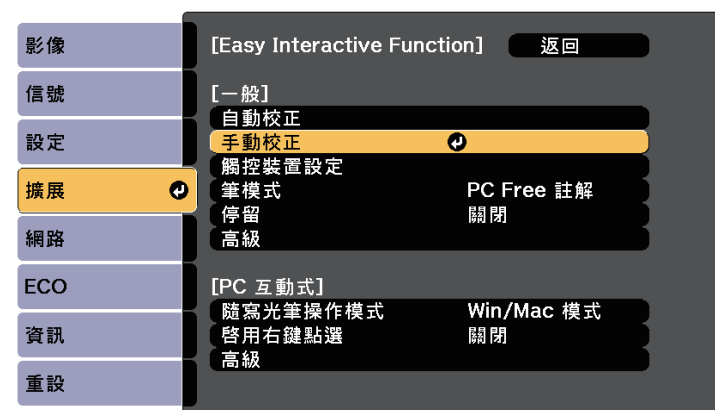 影像
信號
設定
擴展
網路
ECO
資訊
重設
[Easy Interactive Function] 返回
[一般]
自動校正
手動校正
觸控裝置設定
筆模式 PC Free 註解
停留 關閉
高級
[PC 互動式]
隨寫光筆操作模式 Win/Mac 模式
啓用右鍵點選 關閉
高級